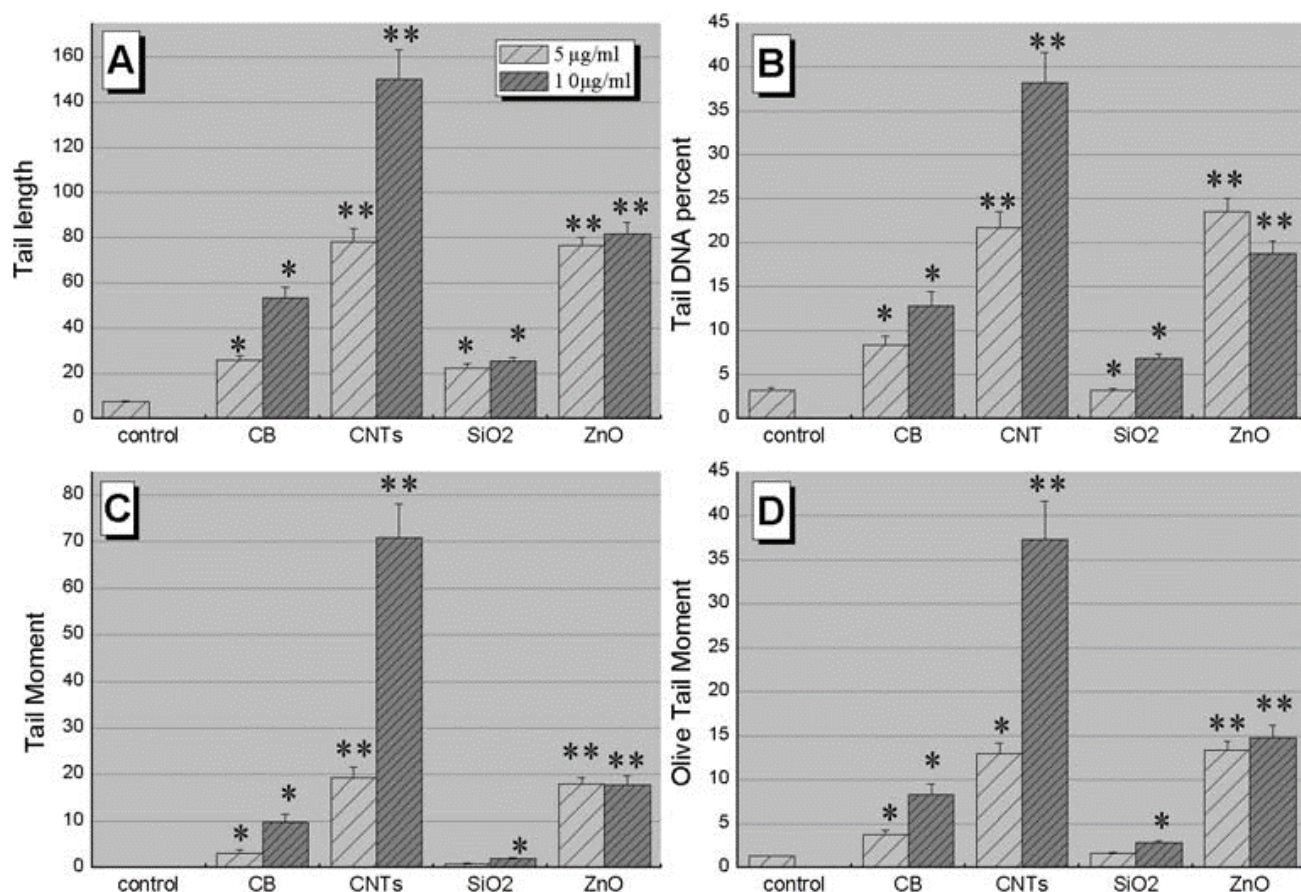 A
5 µg/ml
1 0µg/ml
Tail length
160
140
120
100
80
60
40
20
0
control CB CNTs SiO2 ZnO
** ** * * * * ** **
B
Tail DNA percent
45
40
35
30
25
20
15
10
5
0
control CB CNT SiO2 ZnO
** ** * * * * ** **
C
Tail Moment
80
70
60
50
40
30
20
10
0
control CB CNTs SiO2 ZnO
** ** * * * ** **
D
Olive Tail Moment
45
40
35
30
25
20
15
10
5
0
control CB CNTs SiO2 ZnO
** * * * * ** **